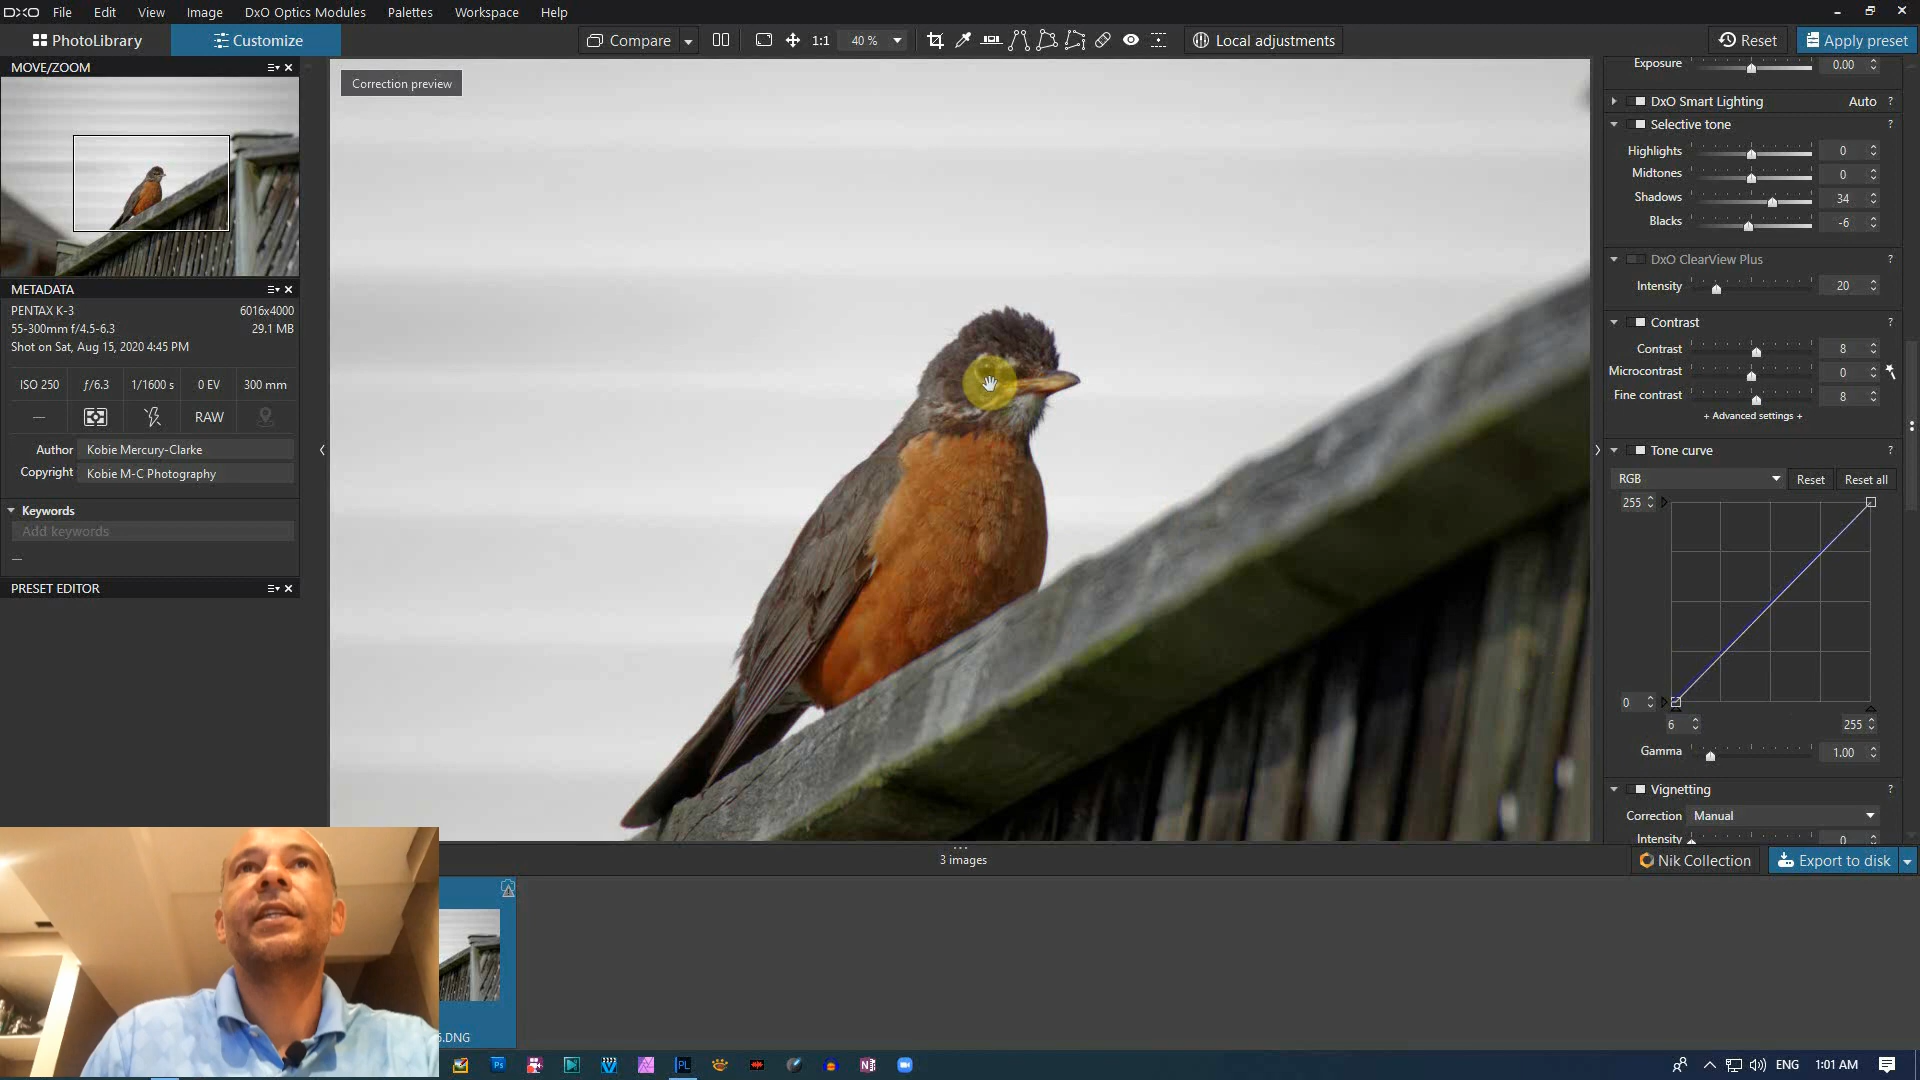 DXO File Edit View Image DxO Optics Modules Palettes Workspace Help
PhotoLibrary Customize Compare 1:1 40 % Local adjustments Reset Apply preset
MOVE/ZOOM
Correction preview
METADATA
PENTAX K-3 6016x4000
55-300mm f/4.5-6.3 29.1 MB
Shot on Sat, Aug 15, 2020 4:45 PM
ISO 250 ƒ/6.3 1/1600 s 0 EV 300 mm
— RAW
Author Kobie Mercury-Clarke
Copyright Kobie M-C Photography
Keywords
Add keywords
—
PRESET EDITOR
Exposure 0.00
DxO Smart Lighting Auto ?
Selective tone ?
Highlights 0
Midtones 0
Shadows 34
Blacks -6
DxO ClearView Plus ?
Intensity 20
Contrast ?
Contrast 8
Microcontrast 0
Fine contrast 8
+ Advanced settings +
Tone curve ?
RGB Reset Reset all
255
0
6 255
Gamma 1.00
Vignetting ?
Correction Manual
Intensity 0
3 images
Nik Collection Export to disk
.DNG
Ps PL N ENG 1:01 AM